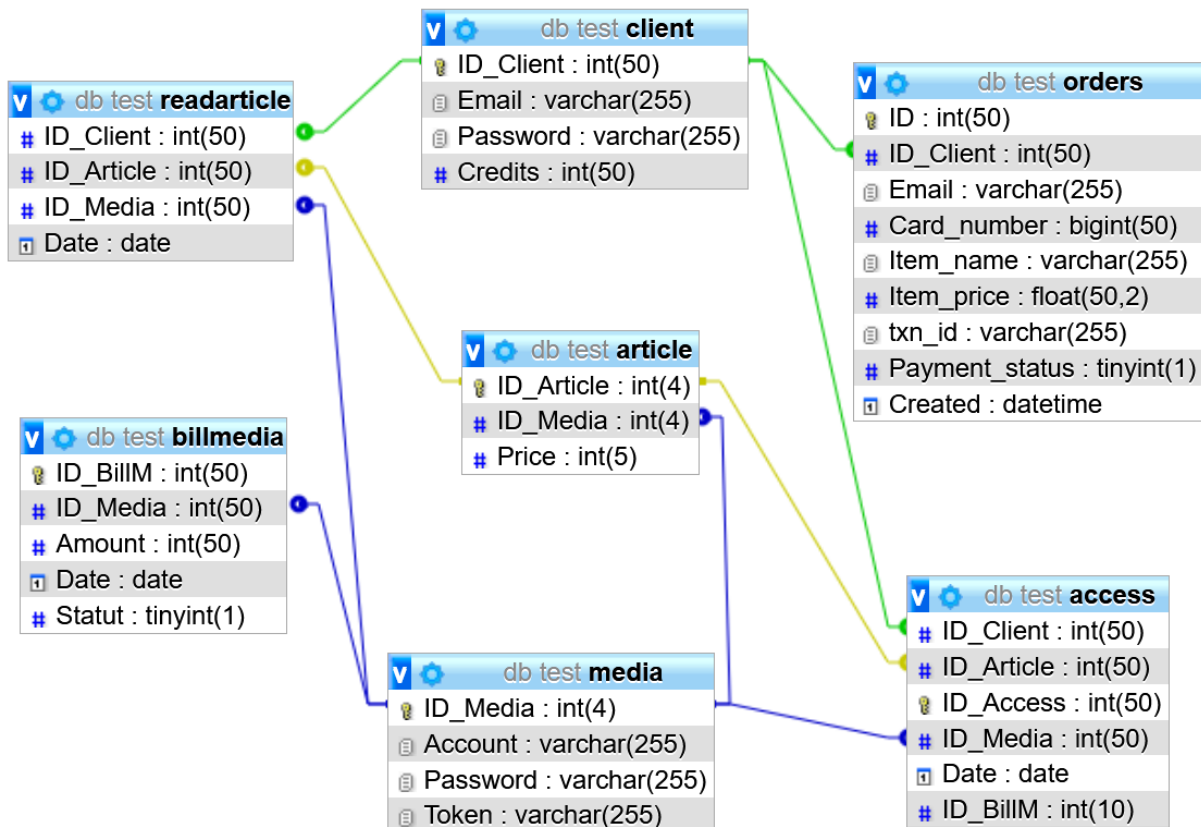 db test client
ID_Client : int(50)
Email : varchar(255)
Password : varchar(255)
Credits : int(50)
db test readarticle
ID_Client : int(50)
ID_Article : int(50)
ID_Media : int(50)
Date : date
db test orders
ID : int(50)
ID_Client : int(50)
Email : varchar(255)
Card_number : bigint(50)
Item_name : varchar(255)
Item_price : float(50,2)
txn_id : varchar(255)
Payment_status : tinyint(1)
Created : datetime
db test article
ID_Article : int(4)
ID_Media : int(4)
Price : int(5)
db test billmedia
ID_BillM : int(50)
ID_Media : int(50)
Amount : int(50)
Date : date
Statut : tinyint(1)
db test media
ID_Media : int(4)
Account : varchar(255)
Password : varchar(255)
Token : varchar(255)
db test access
ID_Client : int(50)
ID_Article : int(50)
ID_Access : int(50)
ID_Media : int(50)
Date : date
ID_BillM : int(10)